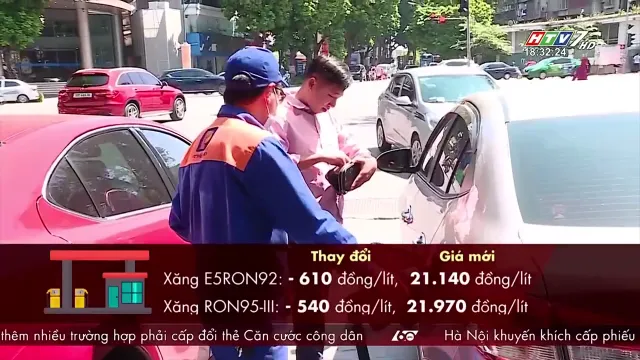 HTV7 HD
18:32:24
Thay đổi Giá mới
Xăng E5RON92: - 610 đồng/lít, 21.140 đồng/lít
Xăng RON95-III: - 540 đồng/lít, 21.970 đồng/lít
thêm nhiều trường hợp phải cấp đổi thẻ Căn cước công dân 60 Hà Nội khuyến khích cấp phiếu